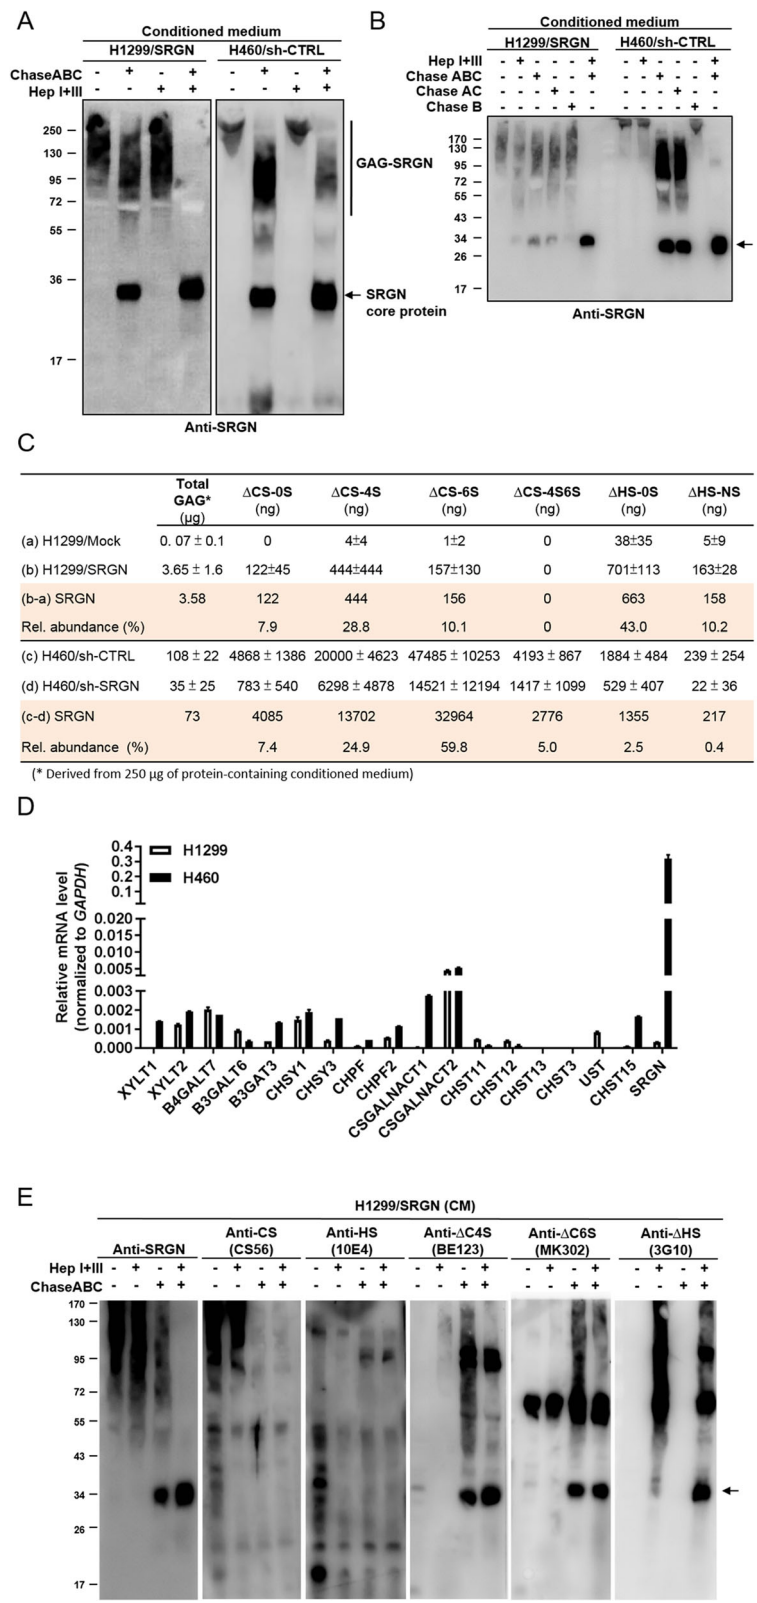 A
Conditioned medium
H1299/SRGN H460/sh-CTRL
ChaseABC - + - + - + - +
Hep I+III - - + + - - + +
250
130
95
72
55
36
17
GAG-SRGN
SRGN
core protein
Anti-SRGN
B
Conditioned medium
H1299/SRGN H460/sh-CTRL
Hep I+III - + - - - + - + - - - +
Chase ABC - - + - - + - - + - - +
Chase AC - - - + - - - - - + - -
Chase B - - - - + - - - - - + -
170
130
95
72
55
43
34
26
17
Anti-SRGN
C
Total GAG* (µg) ΔCS-0S (ng) ΔCS-4S (ng) ΔCS-6S (ng) ΔCS-4S6S (ng) ΔHS-0S (ng) ΔHS-NS (ng)
(a) H1299/Mock 0. 07 ± 0.1 0 4±4 1±2 0 38±35 5±9
(b) H1299/SRGN 3.65 ± 1.6 122±45 444±444 157±130 0 701±113 163±28
(b-a) SRGN 3.58 122 444 156 0 663 158
Rel. abundance (%) 7.9 28.8 10.1 0 43.0 10.2
(c) H460/sh-CTRL 108 ± 22 4868 ± 1386 20000 ± 4623 47485 ± 10253 4193 ± 867 1884 ± 484 239 ± 254
(d) H460/sh-SRGN 35 ± 25 783 ± 540 6298 ± 4878 14521 ± 12194 1417 ± 1099 529 ± 407 22 ± 36
(c-d) SRGN 73 4085 13702 32964 2776 1355 217
Rel. abundance (%) 7.4 24.9 59.8 5.0 2.5 0.4
(* Derived from 250 µg of protein-containing conditioned medium)
D
Relative mRNA level
(normalized to GAPDH)
0.4
0.3
0.2
0.1
0.020
0.015
0.010
0.005
0.003
0.002
0.001
0.000
H1299
H460
XYLT1
XYLT2
B4GALT7
B3GALT6
B3GAT3
CHSY1
CHSY3
CHPF
CHPF2
CSGALNACT1
CSGALNACT2
CHST11
CHST12
CHST13
CHST3
UST
CHST15
SRGN
E
H1299/SRGN (CM)
Anti-SRGN Anti-CS (CS56) Anti-HS (10E4) Anti-ΔC4S (BE123) Anti-ΔC6S (MK302) Anti-ΔHS (3G10)
Hep I+III - + - + - + - + - + - + - + - + - + - + - + - +
ChaseABC - - + + - - + + - - + + - - + + - - + + - - + +
170
130
95
72
55
43
34
26
17